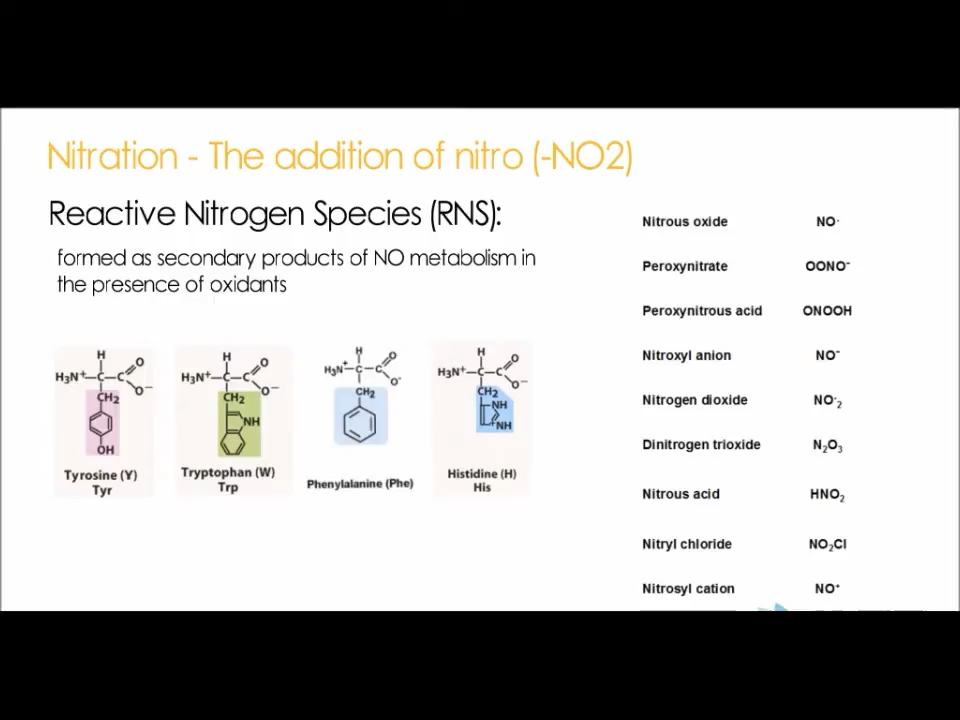 Nitration - The addition of nitro (-NO2)
Reactive Nitrogen Species (RNS):
formed as secondary products of NO metabolism in
the presence of oxidants
H
H₃N⁺—C—C
O
O⁻
CH₂
OH
Tyrosine (Y)
Tyr
H
H₃N⁺—C—C
O
O⁻
CH₂
NH
Tryptophan (W)
Trp
H
H₃N⁺—C—C
O
O⁻
CH₂
Phenylalanine (Phe)
H
H₃N⁺—C—C
O
O⁻
CH₂
NH
⁺NH
Histidine (H)
His
Nitrous oxide NO·
Peroxynitrate OONO⁻
Peroxynitrous acid ONOOH
Nitroxyl anion NO⁻
Nitrogen dioxide NO·₂
Dinitrogen trioxide N₂O₃
Nitrous acid HNO₂
Nitryl chloride NO₂Cl
Nitrosyl cation NO⁺